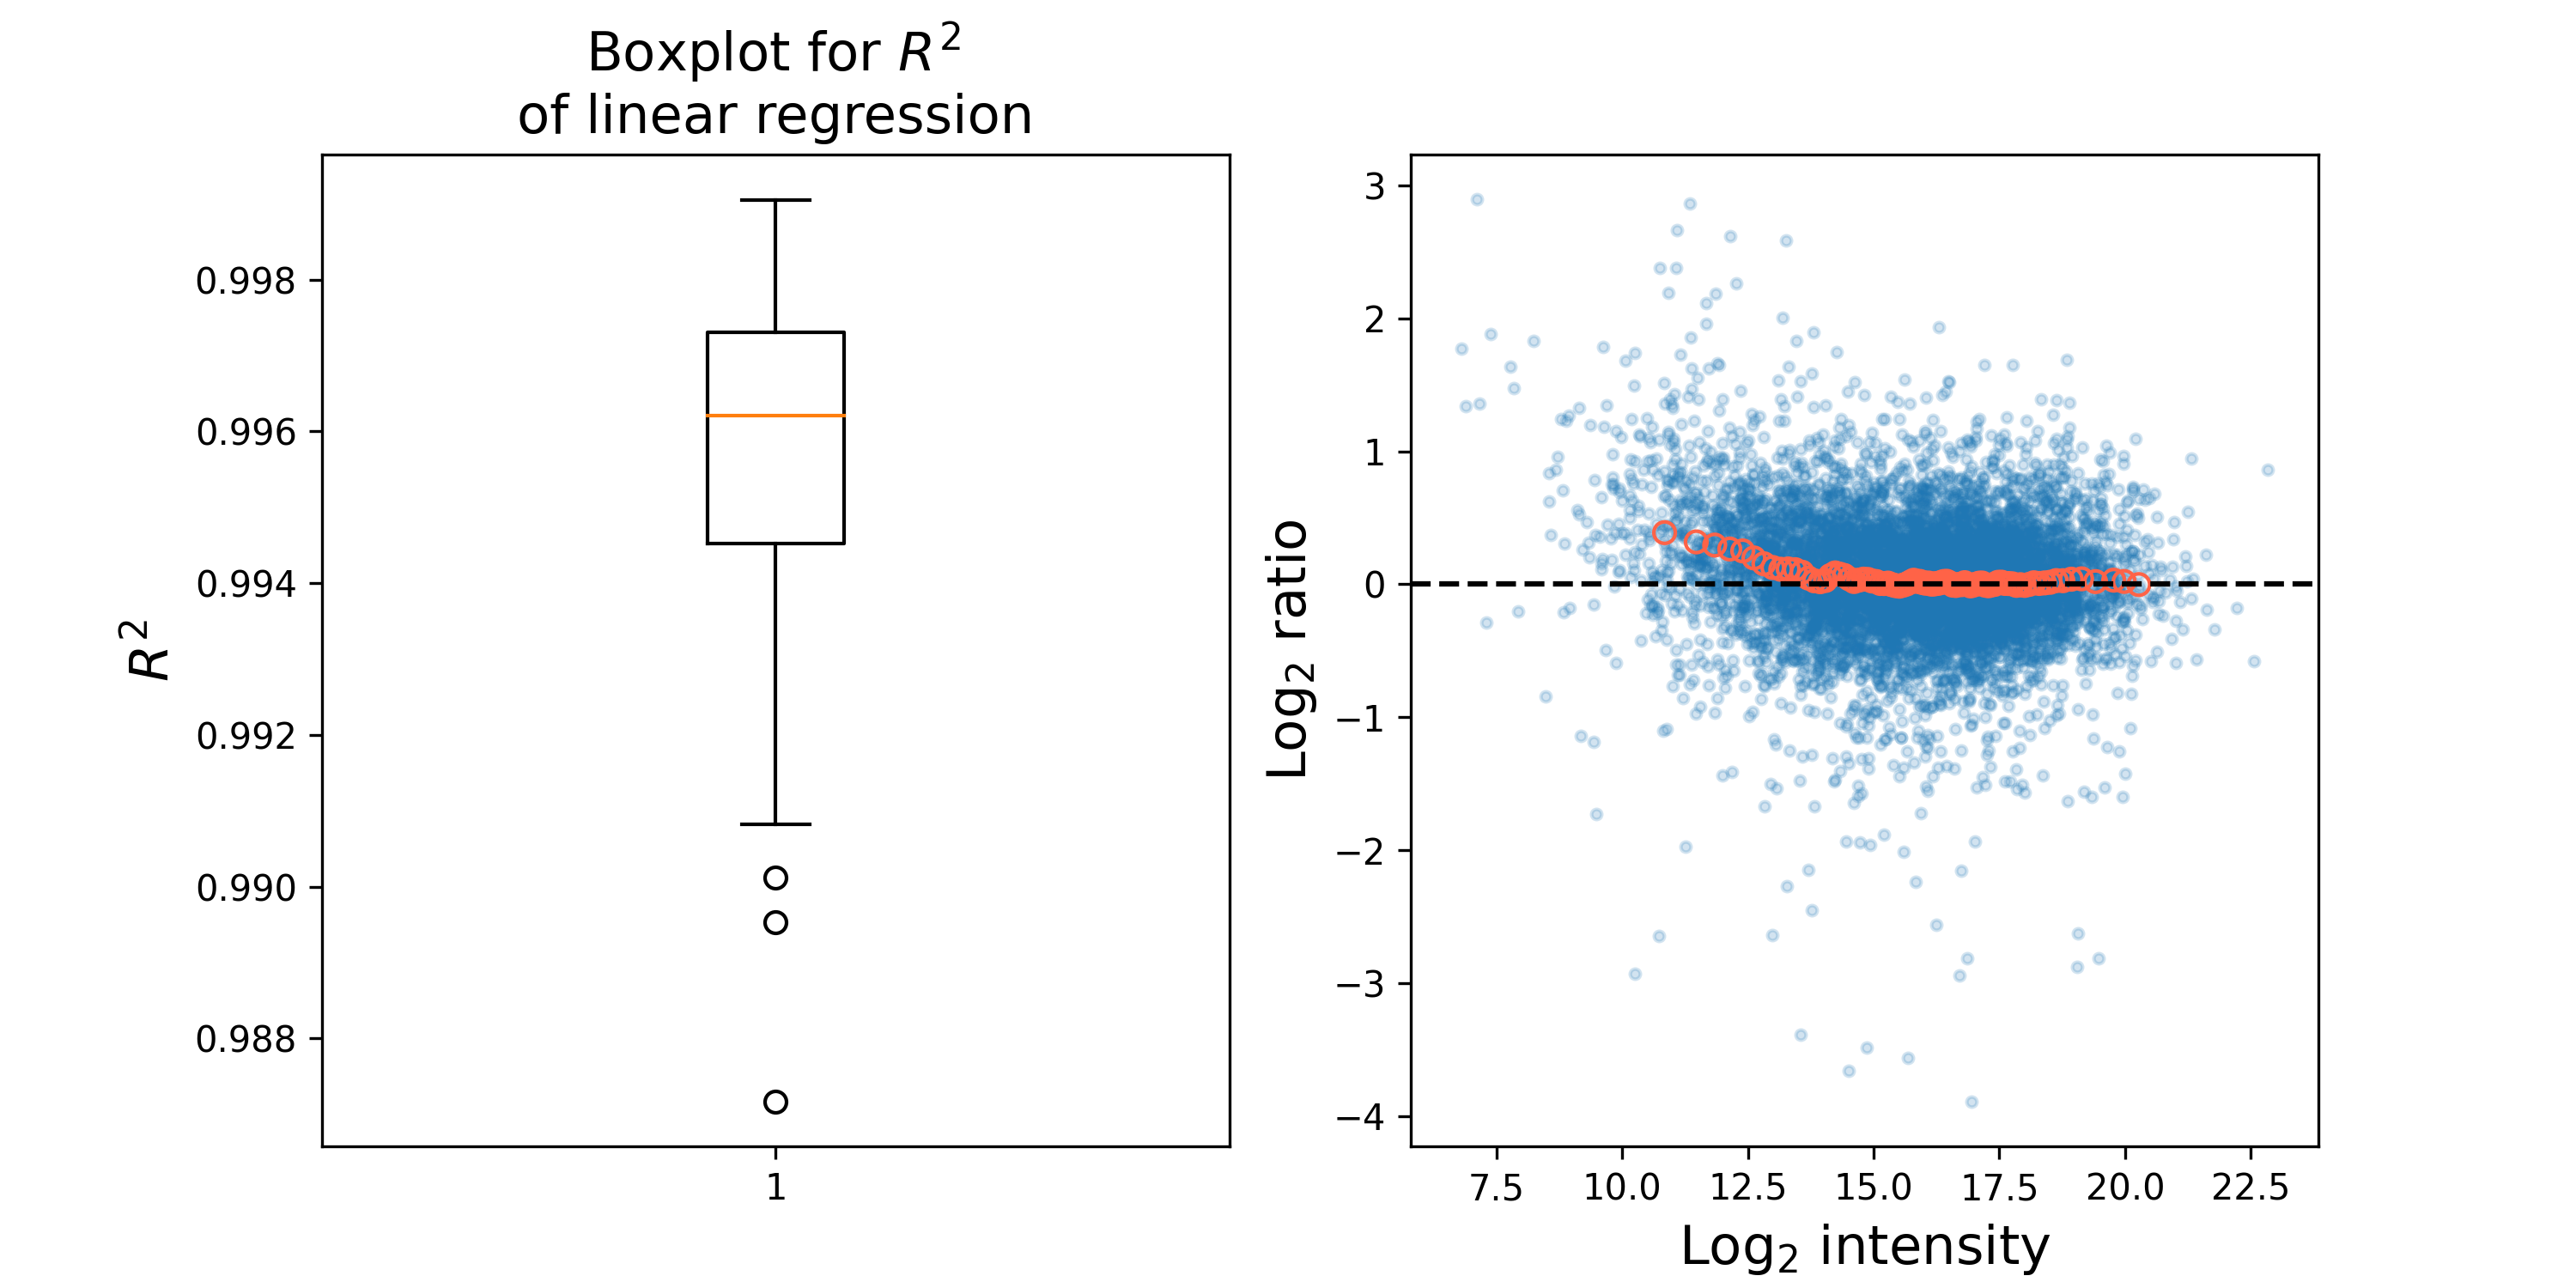 Boxplot for R²
of linear regression
R²
0.998
0.996
0.994
0.992
0.990
0.988
1
Log₂ ratio
3
2
1
0
−1
−2
−3
−4
7.5 10.0 12.5 15.0 17.5 20.0 22.5
Log₂ intensity